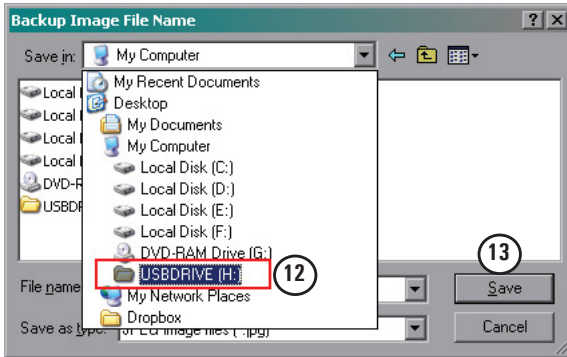 Backup Image File Name
Save in: My Computer
My Recent Documents
Desktop
My Documents
My Computer
Local Disk (C:)
Local Disk (D:)
Local Disk (E:)
Local Disk (F:)
DVD-RAM Drive (G:)
USBDRIVE (H:)
My Network Places
Dropbox
Local
Local
Local
Local
DVD-R
USBDR
12
13
File name
Save
Save as type:
Cancel